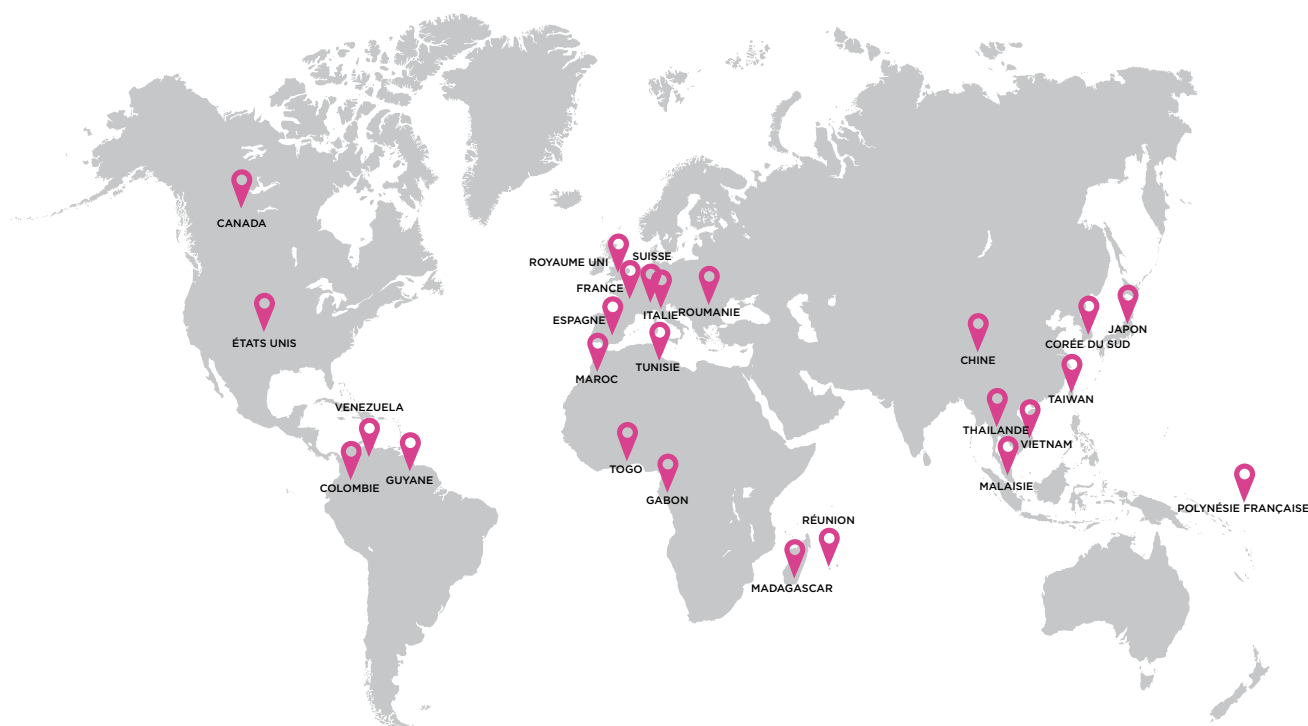 CANADA
ROYAUME UNI
SUISSE
FRANCE
ITALIE
ROUMANIE
ESPAGNE
ÉTATS UNIS
JAPON
CORÉE DU SUD
CHINE
TUNISIE
MAROC
TAIWAN
VENEZUELA
THAILANDE
VIETNAM
TOGO
GUYANE
COLOMBIE
MALAISIE
GABON
POLYNÉSIE FRANÇAISE
RÉUNION
MADAGASCAR